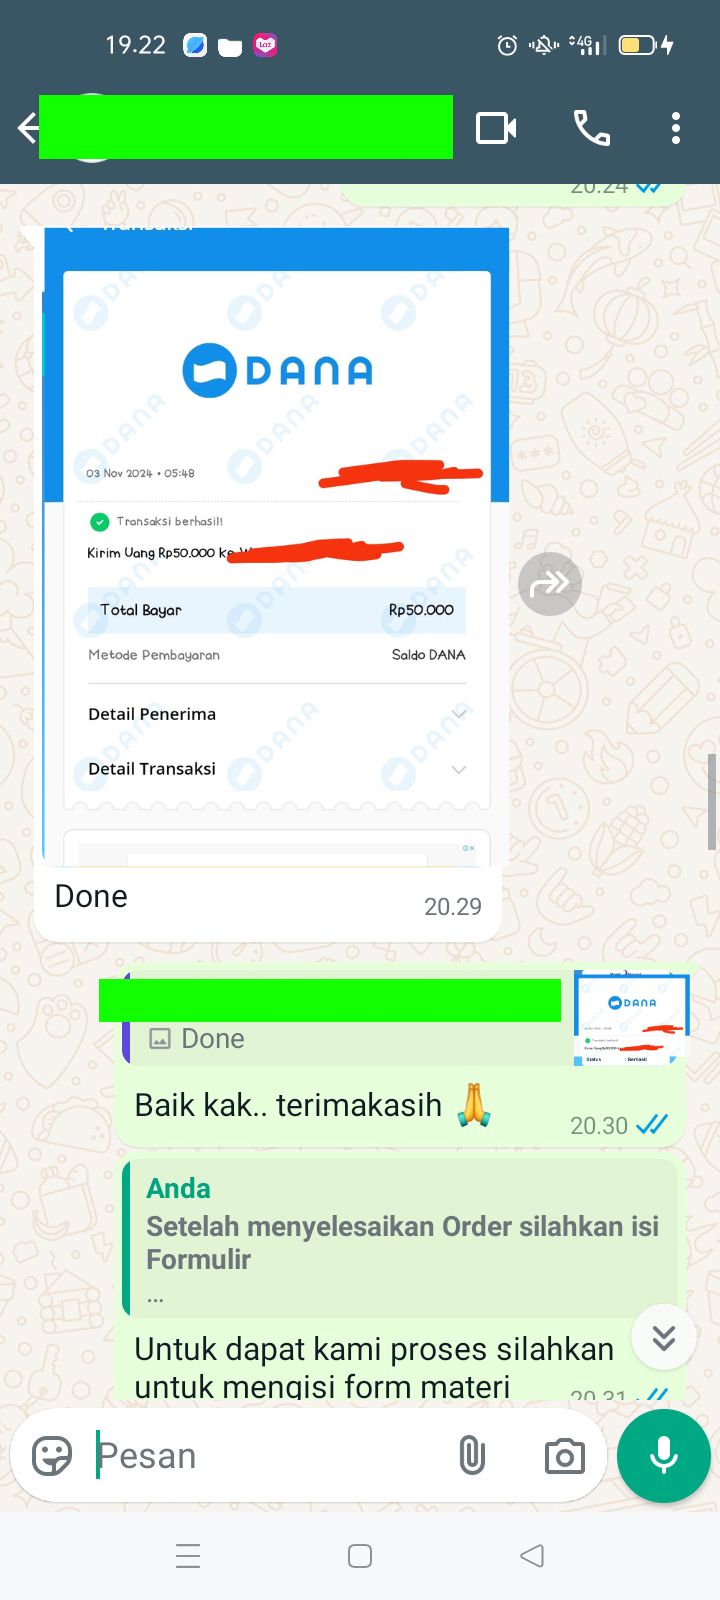 19.22
4G
20.24
Transaksi
DANA
03 Nov 2024 • 05:48
Transaksi berhasil!
Kirim Uang Rp50.000 ke
Total Bayar Rp50.000
Metode Pembayaran Saldo DANA
Detail Penerima
Detail Transaksi
Done
20.29
DANA
Done
Baik kak.. terimakasih 🙏
20.30
Anda
Setelah menyelesaikan Order silahkan isi
Formulir
...
Untuk dapat kami proses silahkan
untuk mengisi form materi
20.31
Pesan